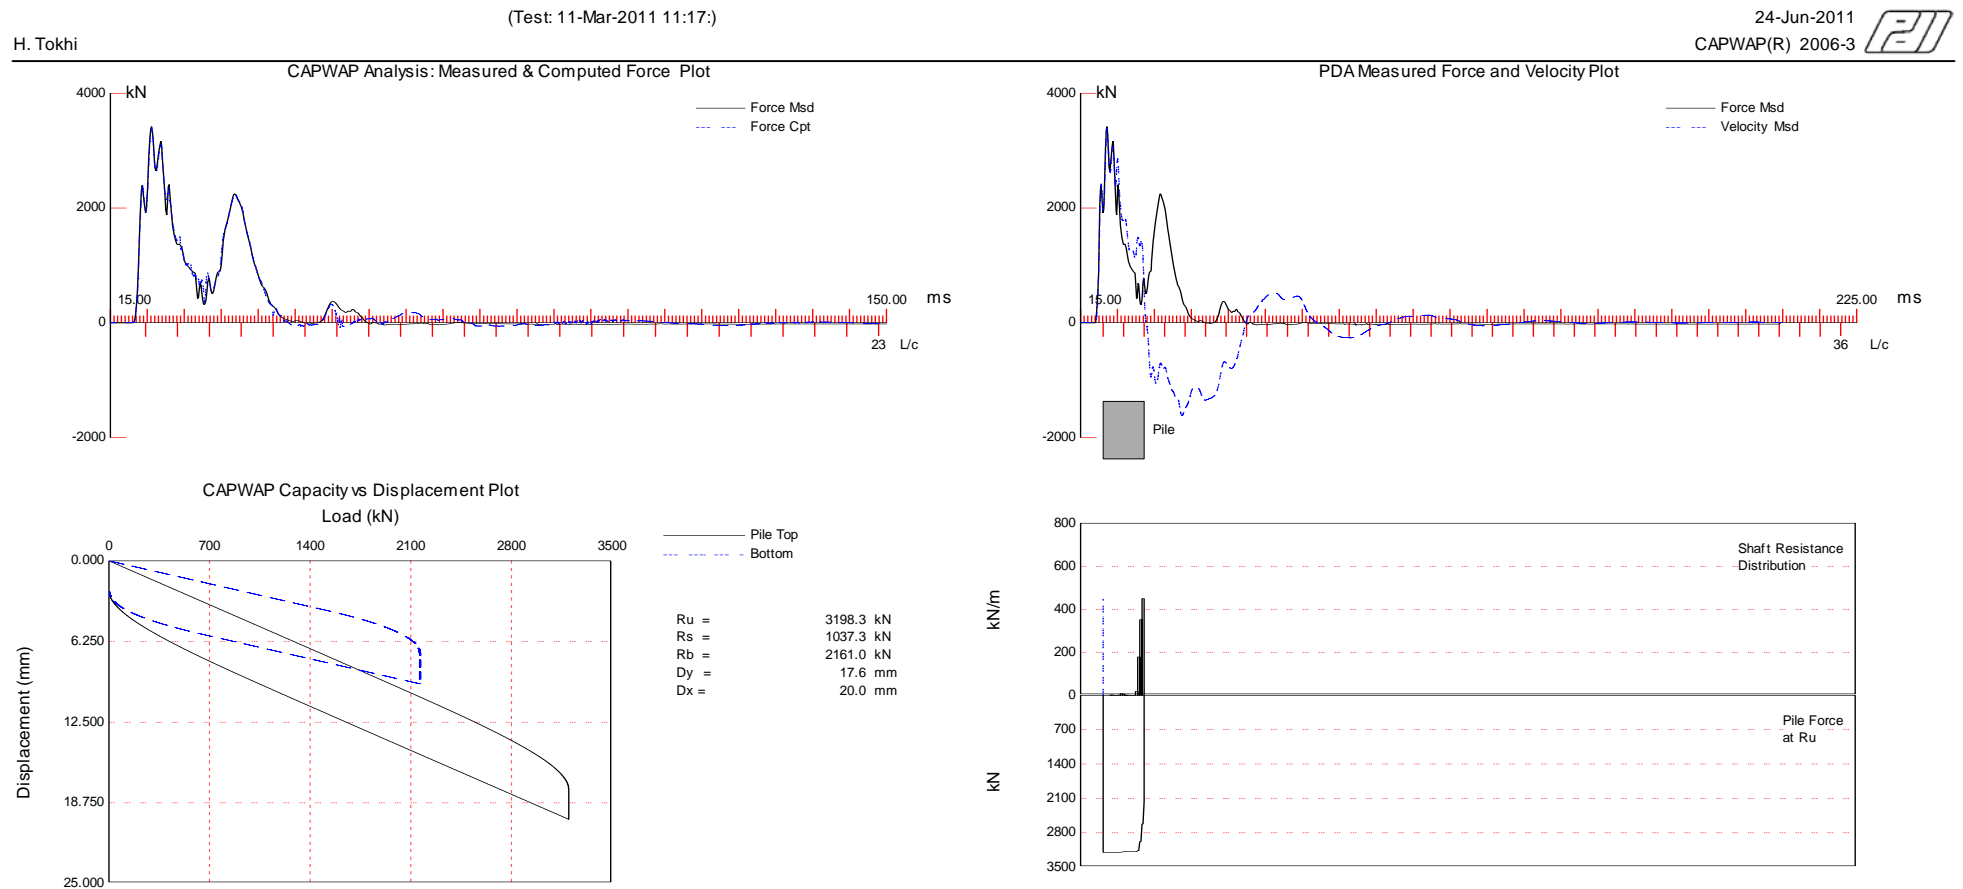 (Test: 11-Mar-2011 11:17:)
24-Jun-2011
H. Tokhi
CAPWAP(R) 2006-3
CAPWAP Analysis: Measured & Computed Force Plot
4000
kN
Force Msd
Force Cpt
2000
15.00
150.00
ms
0
23
L/c
-2000
PDA Measured Force and Velocity Plot
4000
kN
Force Msd
Velocity Msd
2000
15.00
225.00
ms
0
36
L/c
Pile
-2000
CAPWAP Capacity vs Displacement Plot
Load (kN)
0 700 1400 2100 2800 3500
0.000
6.250
12.500
18.750
25.000
Displacement (mm)
Pile Top
Bottom
Ru = 3198.3 kN
Rs = 1037.3 kN
Rb = 2161.0 kN
Dy = 17.6 mm
Dx = 20.0 mm
800
600
400
200
0
kN/m
Shaft Resistance
Distribution
700
1400
2100
2800
3500
kN
Pile Force
at Ru